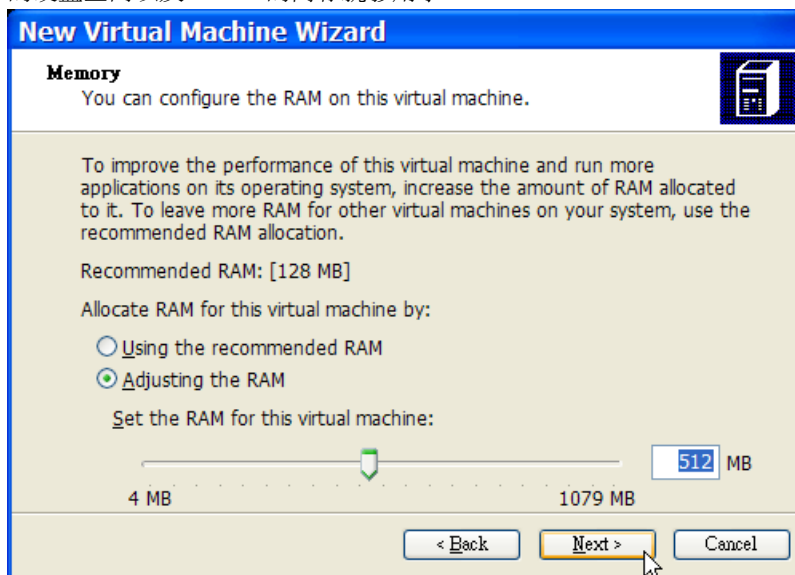 New Virtual Machine Wizard
Memory
You can configure the RAM on this virtual machine.
To improve the performance of this virtual machine and run more
applications on its operating system, increase the amount of RAM allocated
to it. To leave more RAM for other virtual machines on your system, use the
recommended RAM allocation.
Recommended RAM: [128 MB]
Allocate RAM for this virtual machine by:
Using the recommended RAM
Adjusting the RAM
Set the RAM for this virtual machine:
512 MB
4 MB 1079 MB
< Back Next > Cancel